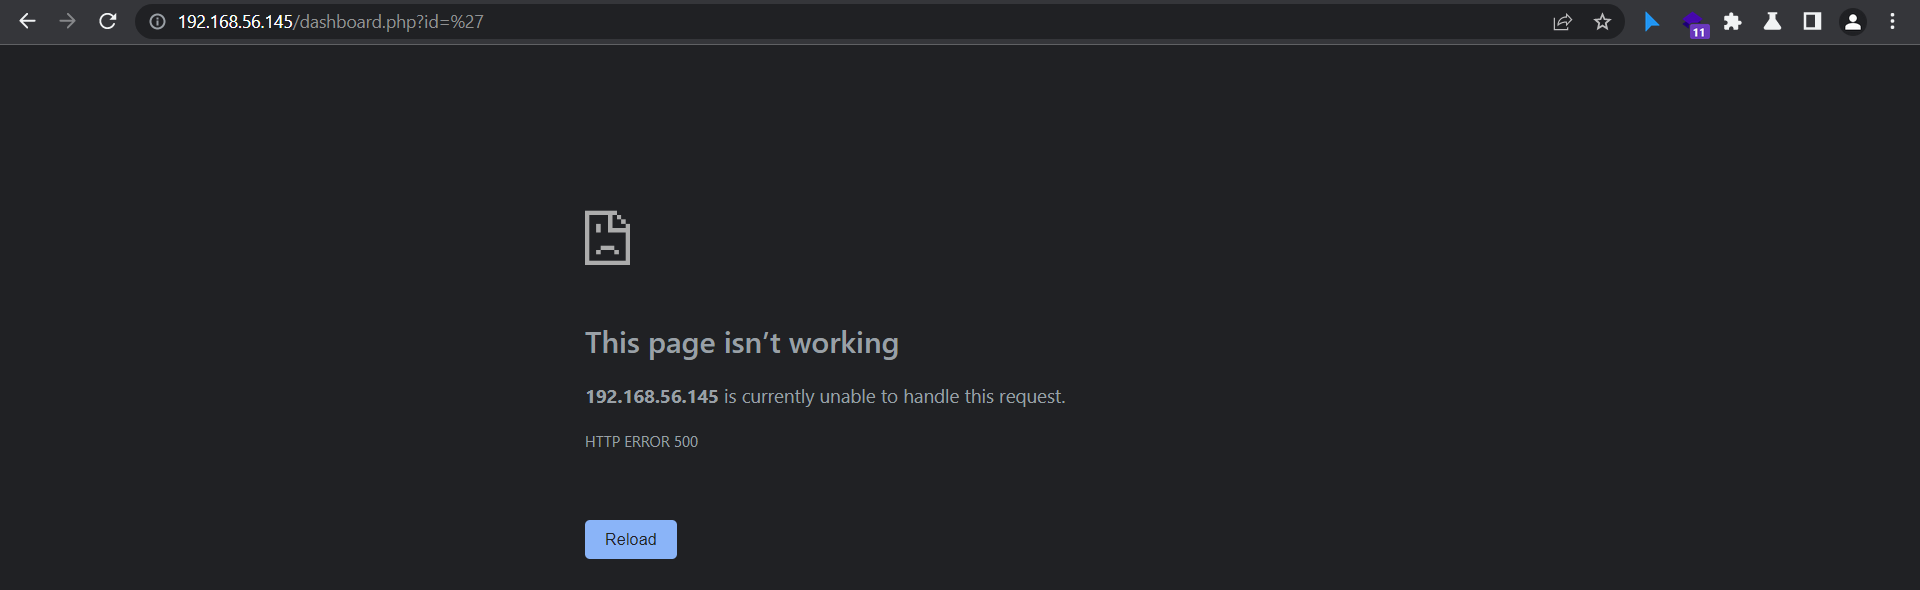 192.168.56.145/dashboard.php?id=%27
11
This page isn’t working
192.168.56.145 is currently unable to handle this request.
HTTP ERROR 500
Reload